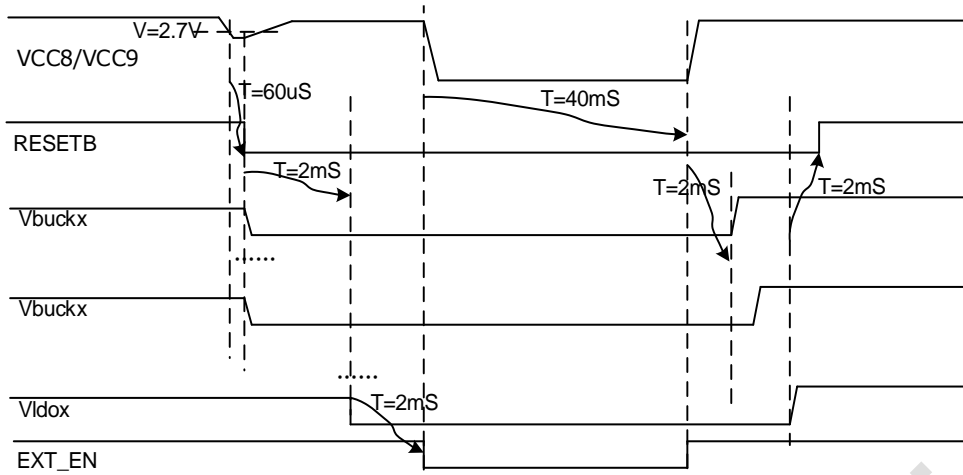 V=2.7V
VCC8/VCC9
T=60uS
T=40mS
RESETB
T=2mS
T=2mS
T=2mS
Vbuckx
......
Vbuckx
......
Vldox
T=2mS
EXT_EN